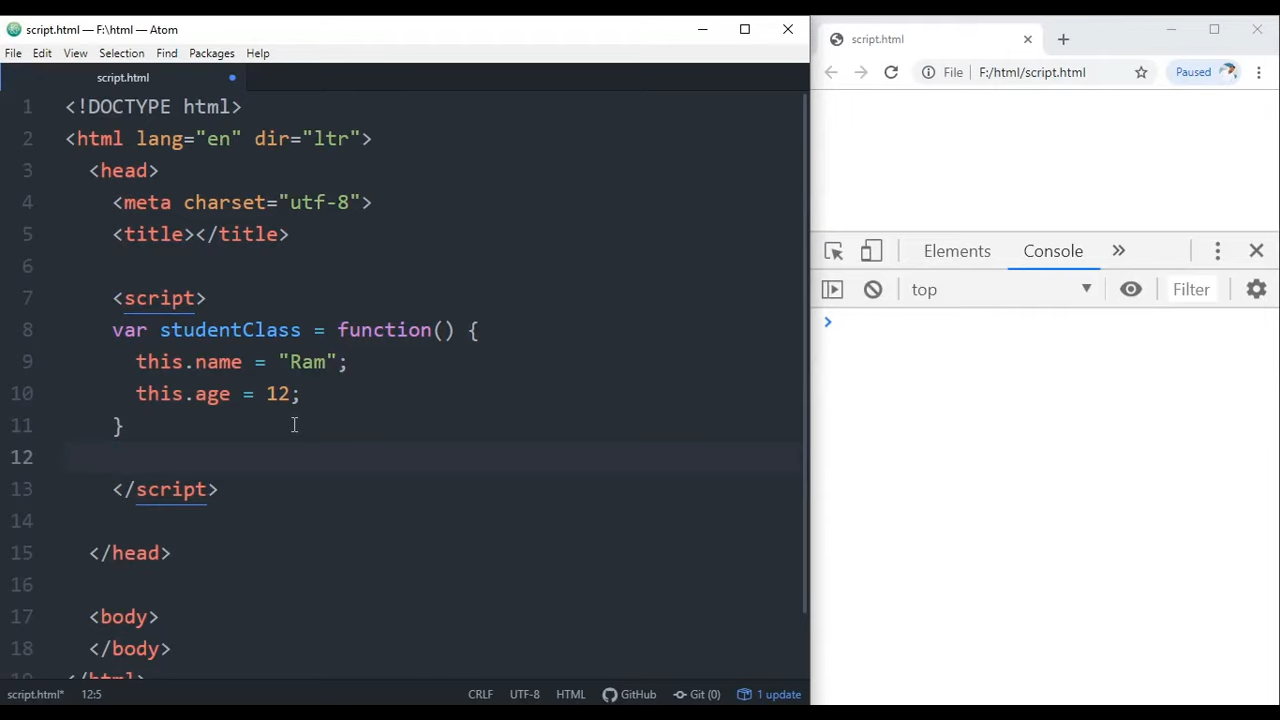 script.html — F:\html — Atom
File Edit View Selection Find Packages Help
script.html
1 <!DOCTYPE html>
2 <html lang="en" dir="ltr">
3 <head>
4 <meta charset="utf-8">
5 <title></title>
6
7 <script>
8 var studentClass = function() {
9 this.name = "Ram";
10 this.age = 12;
11 }
12
13 </script>
14
15 </head>
16
17 <body>
18 </body>
19 </html>
script.html* 12:5 CRLF UTF-8 HTML GitHub Git (0) 1 update
script.html
File F:/html/script.html Paused
Elements Console »
top Filter
>